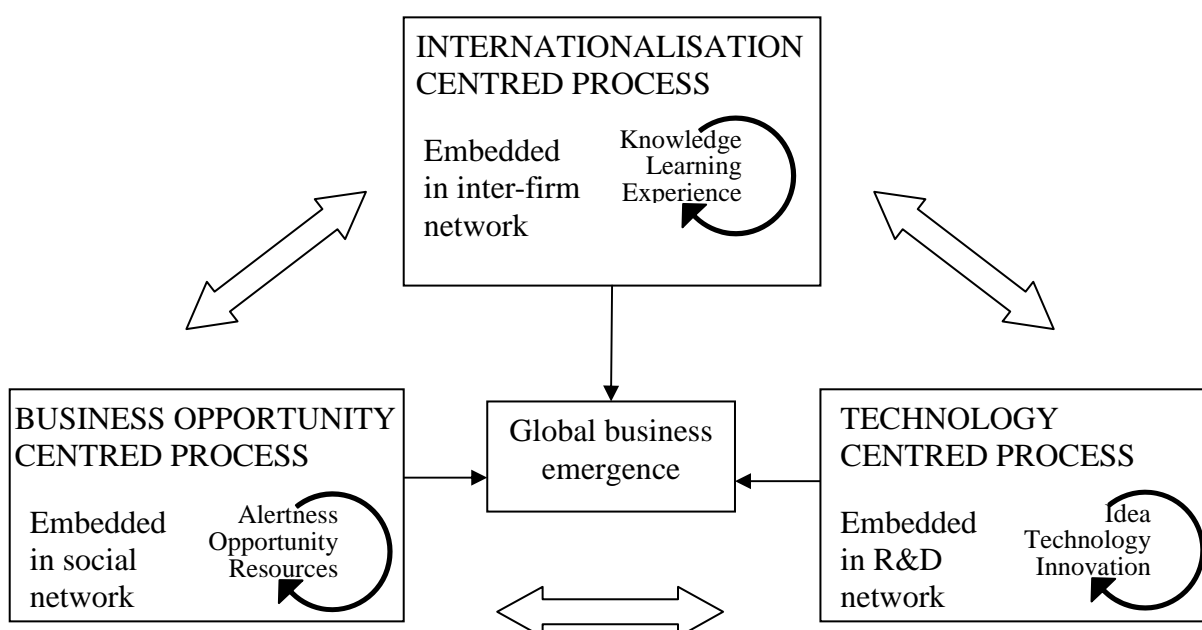 INTERNATIONALISATION
CENTRED PROCESS
Embedded
in inter-firm
network
Knowledge
Learning
Experience
BUSINESS OPPORTUNITY
CENTRED PROCESS
Embedded
in social
network
Alertness
Opportunity
Resources
Global business
emergence
TECHNOLOGY
CENTRED PROCESS
Embedded
in R&D
network
Idea
Technology
Innovation